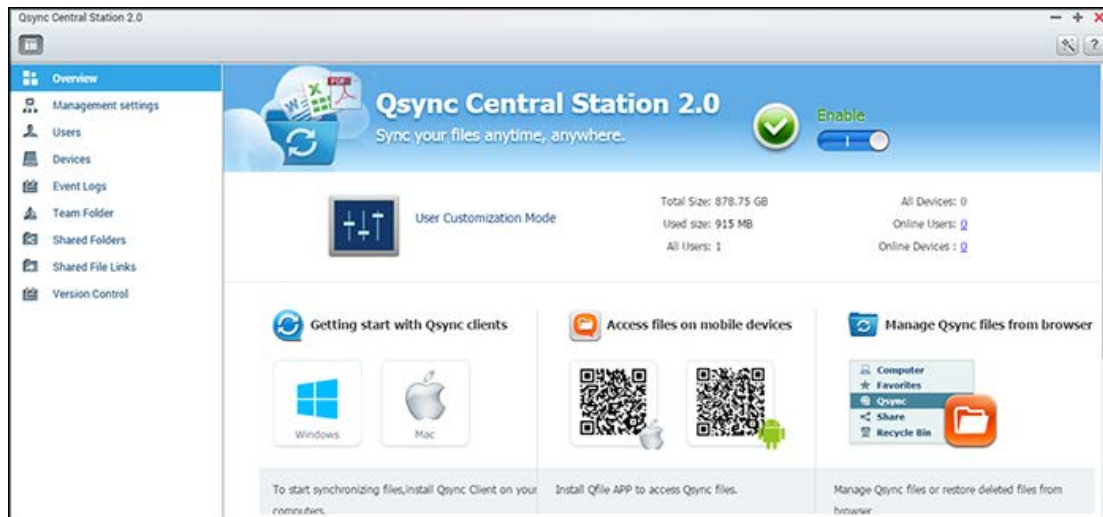 Qsync Central Station 2.0
?
Overview
Management settings
Users
Devices
Event Logs
Team Folder
Shared Folders
Shared File Links
Version Control
W X PDF
Qsync Central Station 2.0
Sync your files anytime, anywhere.
Enable
User Customization Mode
Total Size: 878.75 GB
Used size: 915 MB
All Users: 1
All Devices: 0
Online Users: 0
Online Devices : 0
Getting start with Qsync clients
Windows
Mac
To start synchronizing files,install Qsync Client on your
computers.
Access files on mobile devices
Install Qfile APP to access Qsync files.
Manage Qsync files from browser
Computer
Favorites
Qsync
Share
Recycle Bin
Manage Qsync files or restore deleted files from
browser